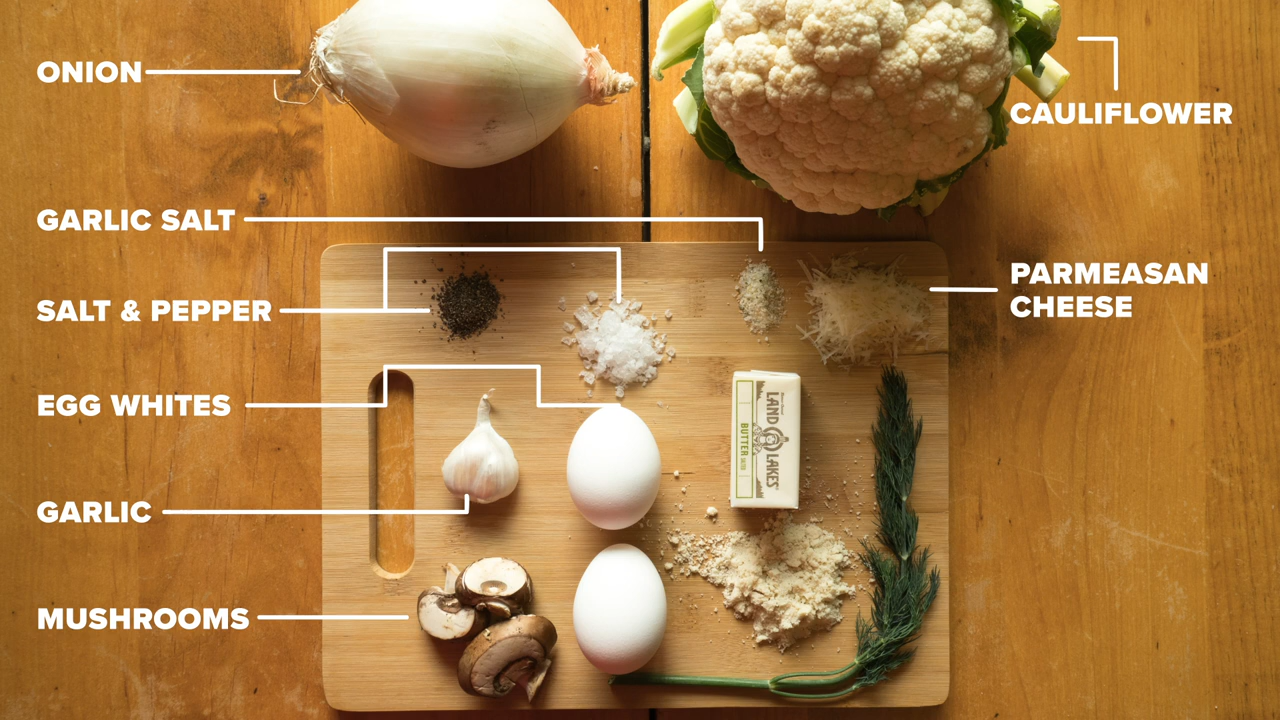 ONION
CAULIFLOWER
GARLIC SALT
PARMEASAN
CHEESE
SALT & PEPPER
EGG WHITES
GARLIC
MUSHROOMS
LAND O LAKES
BUTTER